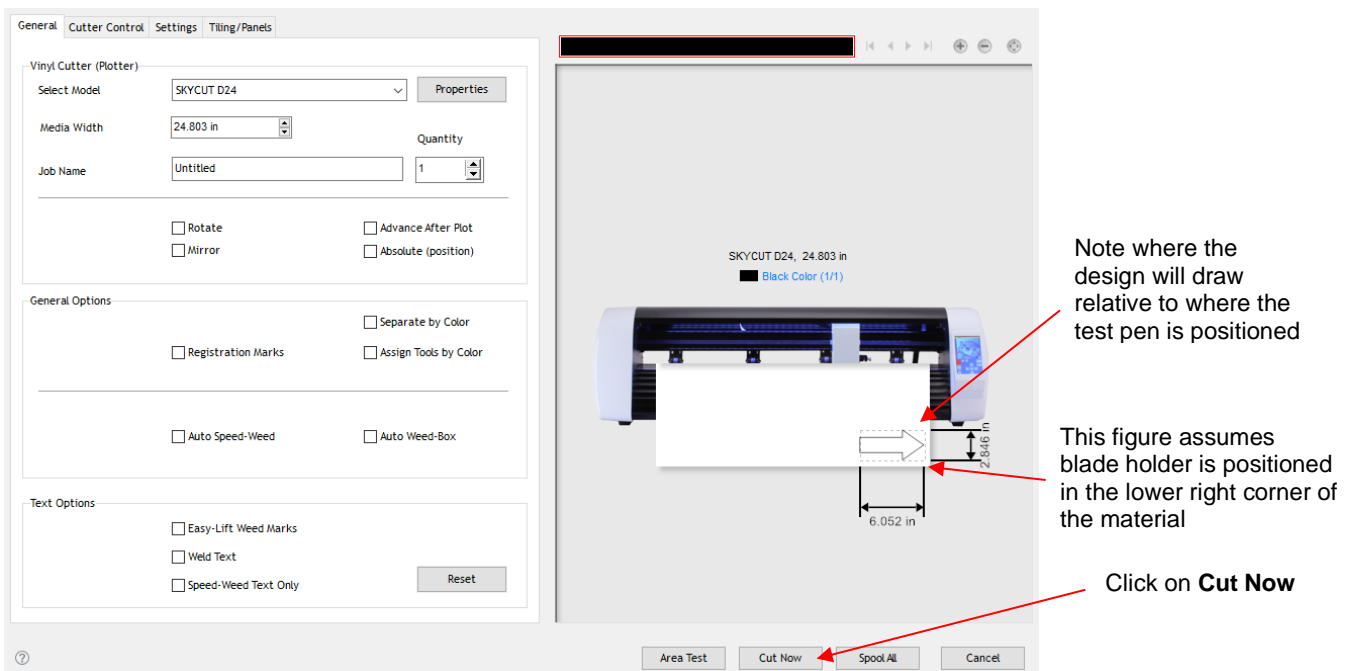 General Cutter Control Settings Tiling/Panels
Vinyl Cutter (Plotter)
Select Model SKYCUT D24 Properties
Media Width 24.803 in
Quantity
Job Name Untitled 1
Rotate Advance After Plot
Mirror Absolute (position)
General Options
Separate by Color
Registration Marks Assign Tools by Color
Auto Speed-Weed Auto Weed-Box
Text Options
Easy-Lift Weed Marks
Weld Text
Speed-Weed Text Only Reset
SKYCUT D24, 24.803 in
Black Color (1/1)
2.846 in
6.052 in
Note where the
design will draw
relative to where the
test pen is positioned
This figure assumes
blade holder is positioned
in the lower right corner of
the material
Click on Cut Now
? Area Test Cut Now Spool All Cancel